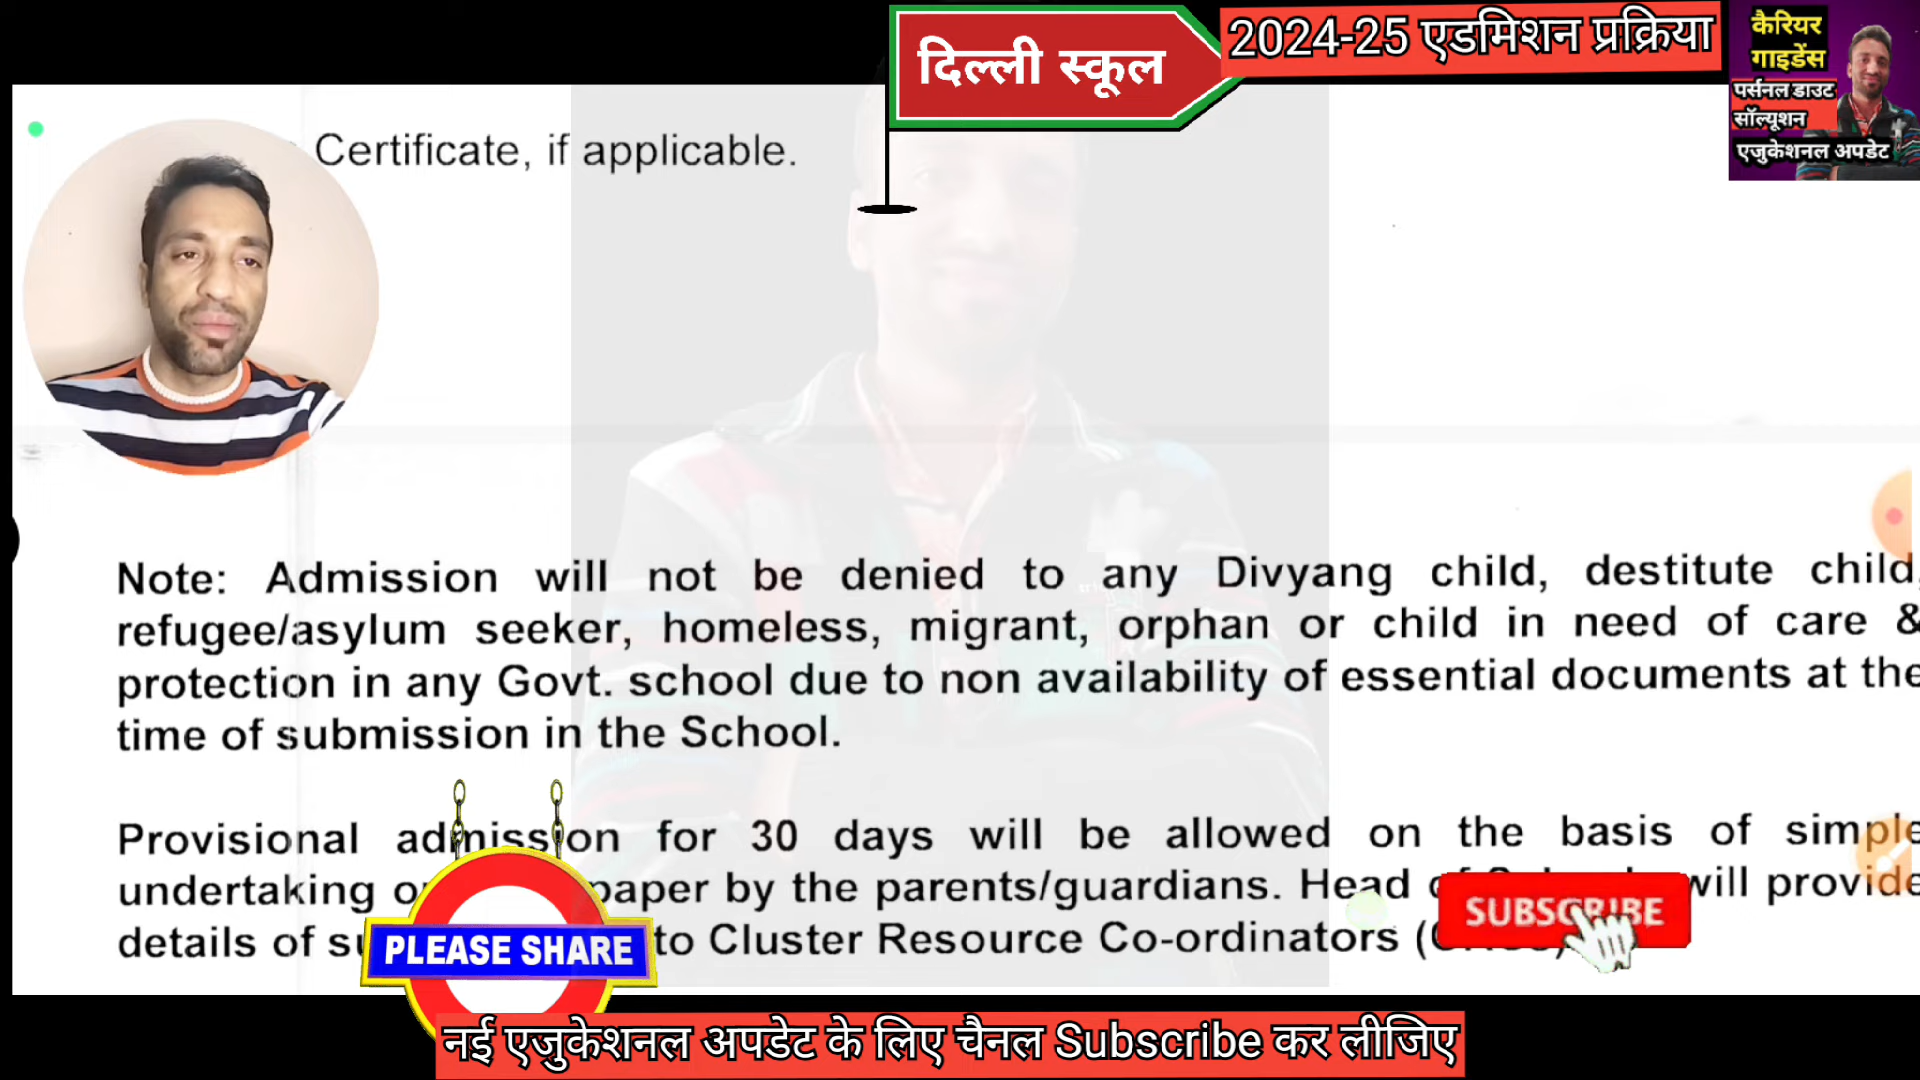 दिल्ली स्कूल
2024-25 एडमिशन प्रक्रिया
कैरियर
गाइडेंस
पर्सनल डाउट
सॉल्यूशन
एजुकेशनल अपडेट
Certificate, if applicable.
Note: Admission will not be denied to any Divyang child, destitute child,
refugee/asylum seeker, homeless, migrant, orphan or child in need of care &
protection in any Govt. school due to non availability of essential documents at the
time of submission in the School.
Provisional admission for 30 days will be allowed on the basis of simple
undertaking paper by the parents/guardians. Head will provide
details of to Cluster Resource Co-ordinators
PLEASE SHARE
SUBSCRIBE
नई एजुकेशनल अपडेट के लिए चैनल Subscribe कर लीजिए